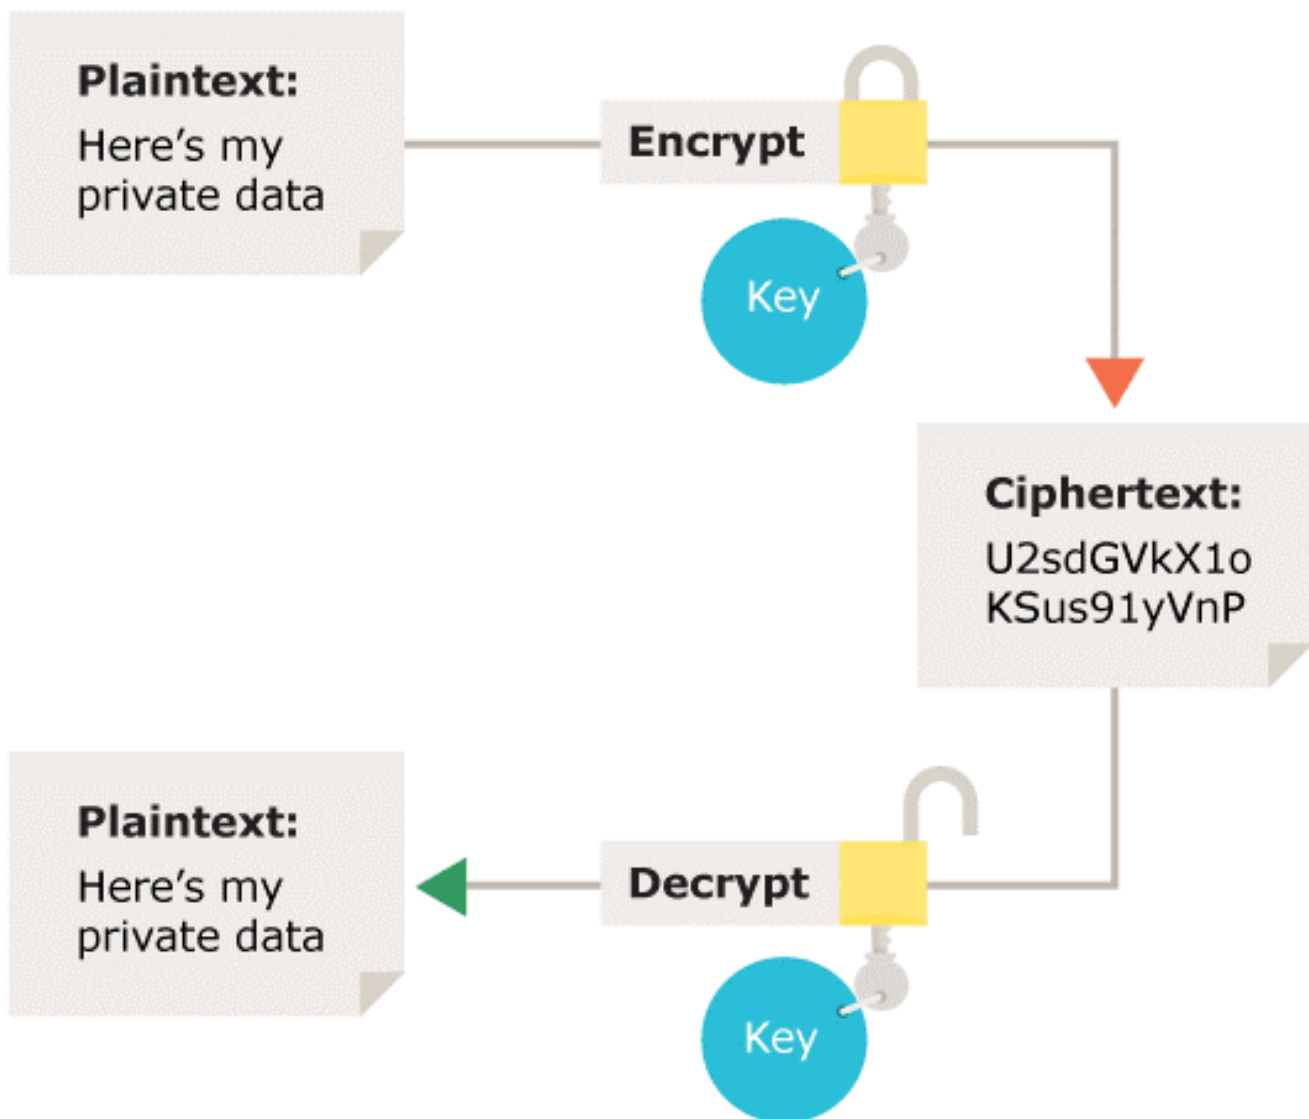 Plaintext:
Here’s my
private data
Encrypt
Key
Ciphertext:
U2sdGVkX1o
KSus91yVnP
Decrypt
Key
Plaintext:
Here’s my
private data